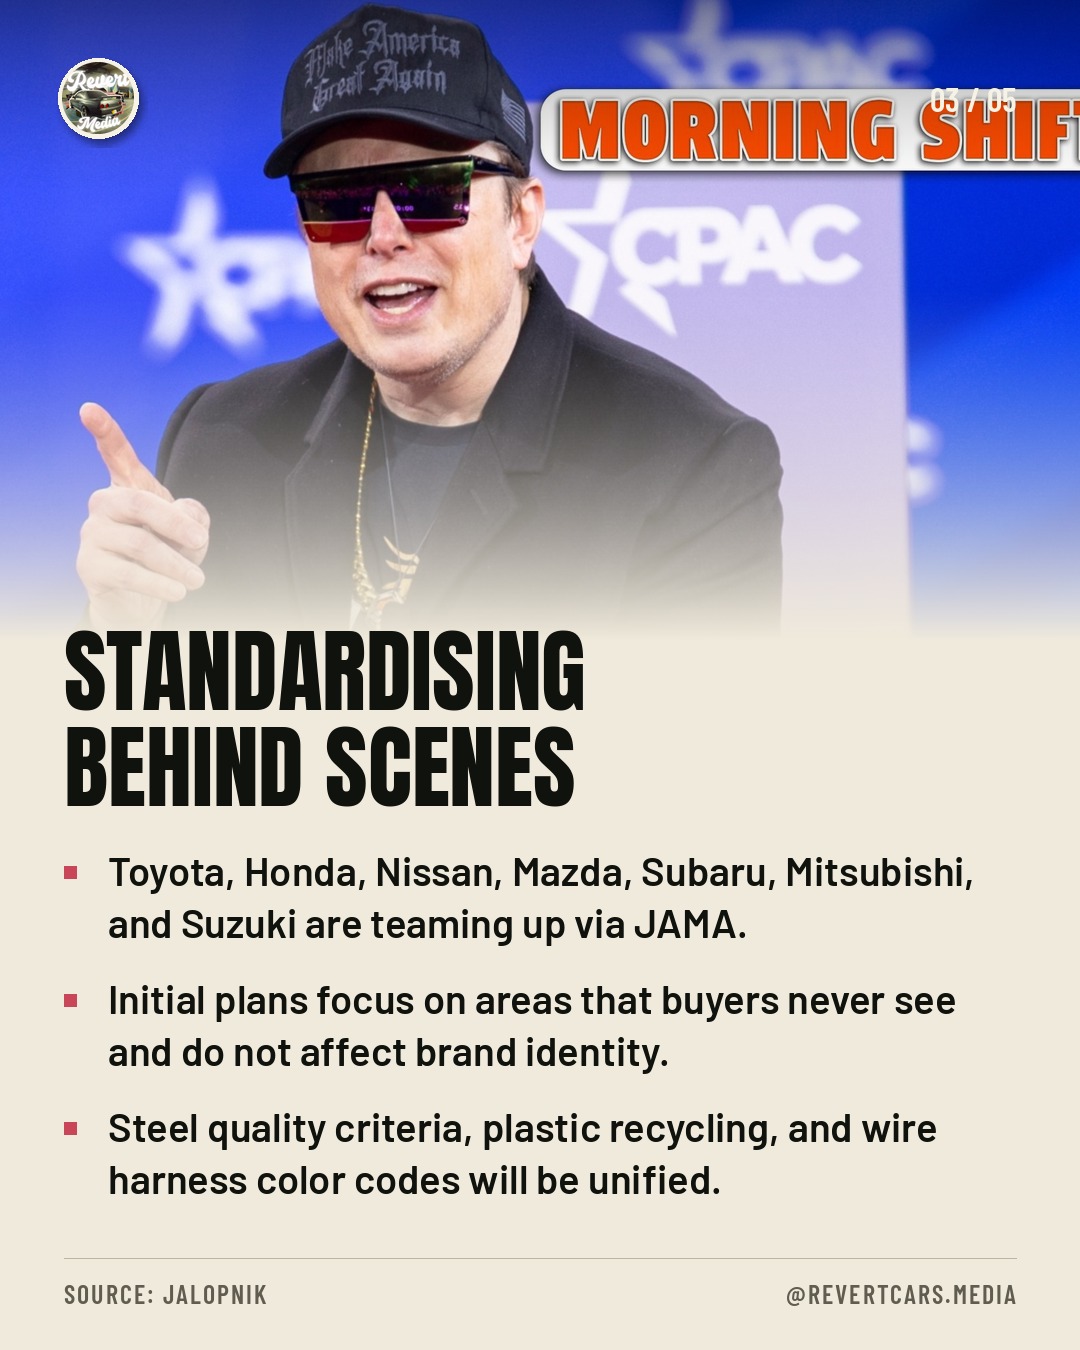 Make America
Great Again
Revert
Media
CPAC
03 / 05
MORNING SHIFT
CPAC
STANDARDISING
BEHIND SCENES
Toyota, Honda, Nissan, Mazda, Subaru, Mitsubishi,
and Suzuki are teaming up via JAMA.
Initial plans focus on areas that buyers never see
and do not affect brand identity.
Steel quality criteria, plastic recycling, and wire
harness color codes will be unified.
SOURCE: JALOPNIK
@REVERTCARS.MEDIA